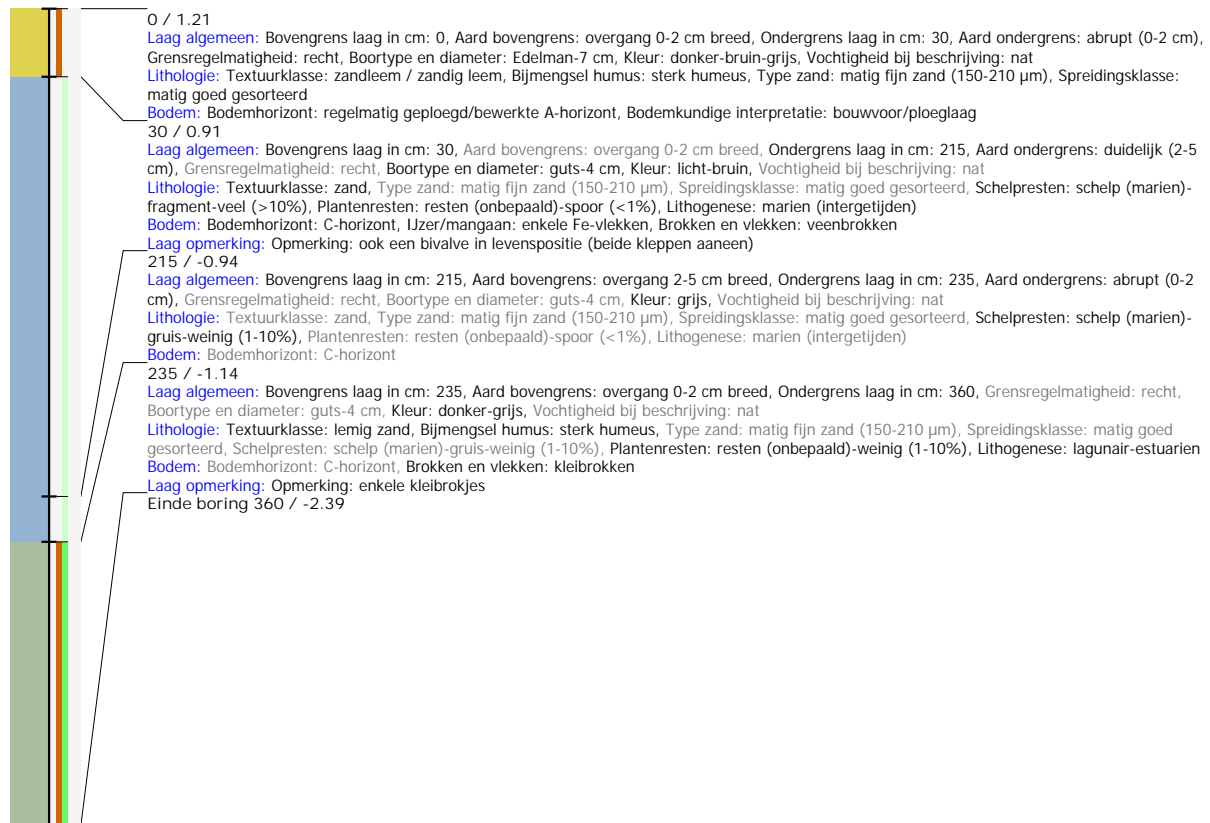 0 / 1.21
Laag algemeen: Bovengrens laag in cm: 0, Aard bovengrens: overgang 0-2 cm breed, Ondergrens laag in cm: 30, Aard ondergrens: abrupt (0-2 cm),
Grensregelmatigheid: recht, Boortype en diameter: Edelman-7 cm, Kleur: donker-bruin-grijs, Vochtigheid bij beschrijving: nat
Lithologie: Textuurklasse: zandleem / zandig leem, Bijmengsel humus: sterk humeus, Type zand: matig fijn zand (150-210 µm), Spreidingsklasse:
matig goed gesorteerd
Bodem: Bodemhorizont: regelmatig geploegd/bewerkte A-horizont, Bodemkundige interpretatie: bouwvoor/ploeglaag
30 / 0.91
Laag algemeen: Bovengrens laag in cm: 30, Aard bovengrens: overgang 0-2 cm breed, Ondergrens laag in cm: 215, Aard ondergrens: duidelijk (2-5
cm), Grensregelmatigheid: recht, Boortype en diameter: guts-4 cm, Kleur: licht-bruin, Vochtigheid bij beschrijving: nat
Lithologie: Textuurklasse: zand, Type zand: matig fijn zand (150-210 µm), Spreidingsklasse: matig goed gesorteerd, Schelpresten: schelp (marien)-
fragment-veel (>10%), Plantenresten: resten (onbepaald)-spoor (<1%), Lithogenese: marien (intergetijden)
Bodem: Bodemhorizont: C-horizont, IJzer/mangaan: enkele Fe-vlekken, Brokken en vlekken: veenbrokken
Laag opmerking: Opmerking: ook een bivalve in levenspositie (beide kleppen aaneen)
215 / -0.94
Laag algemeen: Bovengrens laag in cm: 215, Aard bovengrens: overgang 2-5 cm breed, Ondergrens laag in cm: 235, Aard ondergrens: abrupt (0-2
cm), Grensregelmatigheid: recht, Boortype en diameter: guts-4 cm, Kleur: grijs, Vochtigheid bij beschrijving: nat
Lithologie: Textuurklasse: zand, Type zand: matig fijn zand (150-210 µm), Spreidingsklasse: matig goed gesorteerd, Schelpresten: schelp (marien)-
gruis-weinig (1-10%), Plantenresten: resten (onbepaald)-spoor (<1%), Lithogenese: marien (intergetijden)
Bodem: Bodemhorizont: C-horizont
235 / -1.14
Laag algemeen: Bovengrens laag in cm: 235, Aard bovengrens: overgang 0-2 cm breed, Ondergrens laag in cm: 360, Grensregelmatigheid: recht,
Boortype en diameter: guts-4 cm, Kleur: donker-grijs, Vochtigheid bij beschrijving: nat
Lithologie: Textuurklasse: lemig zand, Bijmengsel humus: sterk humeus, Type zand: matig fijn zand (150-210 µm), Spreidingsklasse: matig goed
gesorteerd, Schelpresten: schelp (marien)-gruis-weinig (1-10%), Plantenresten: resten (onbepaald)-weinig (1-10%), Lithogenese: lagunair-estuarien
Bodem: Bodemhorizont: C-horizont, Brokken en vlekken: kleibrokken
Laag opmerking: Opmerking: enkele kleibrokjes
Einde boring 360 / -2.39